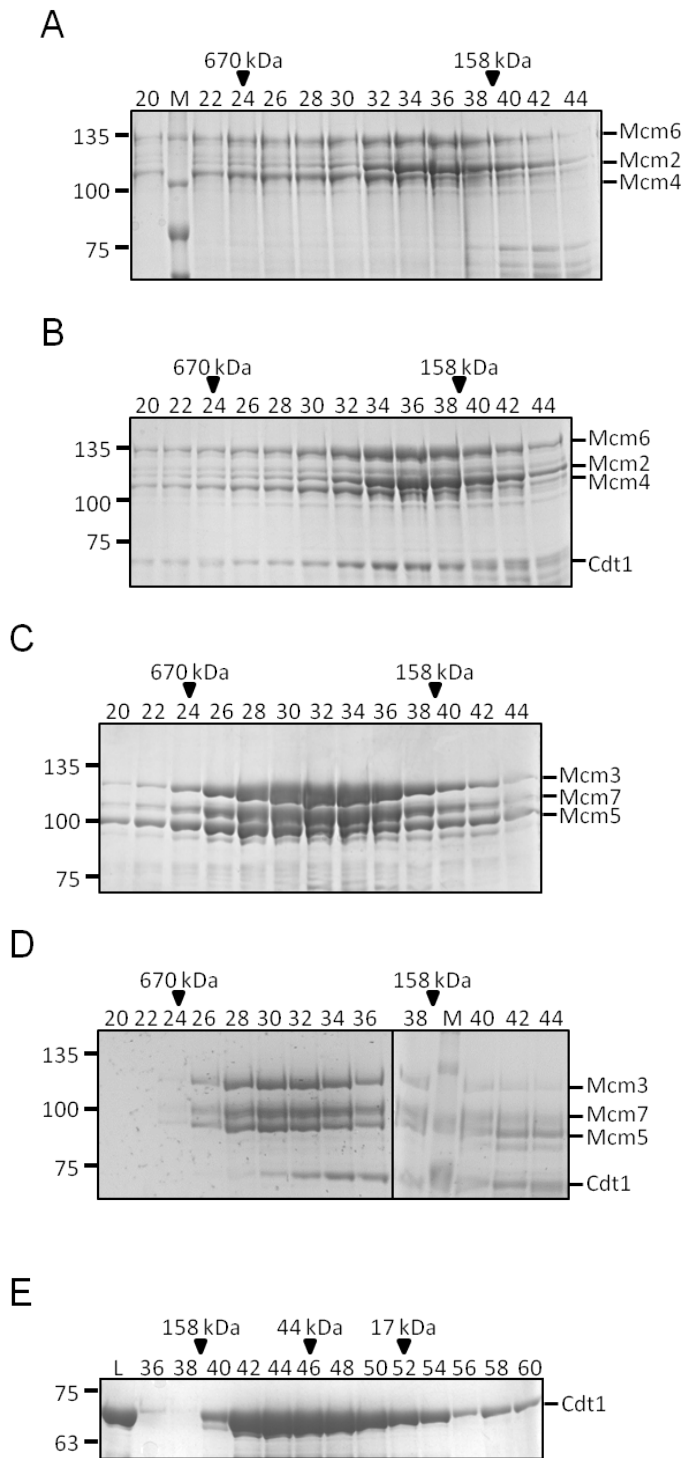 A
670 kDa 158 kDa
20 M 22 24 26 28 30 32 34 36 38 40 42 44
135 Mcm6
Mcm2
100 Mcm4
75
B
670 kDa 158 kDa
20 22 24 26 28 30 32 34 36 38 40 42 44
135 Mcm6
Mcm2
Mcm4
100
75
Cdt1
C
670 kDa 158 kDa
20 22 24 26 28 30 32 34 36 38 40 42 44
135 Mcm3
Mcm7
100 Mcm5
75
D
670 kDa 158 kDa
20 22 24 26 28 30 32 34 36 38 M 40 42 44
135
Mcm3
100 Mcm7
Mcm5
75 Cdt1
E
158 kDa 44 kDa 17 kDa
L 36 38 40 42 44 46 48 50 52 54 56 58 60
75 Cdt1
63